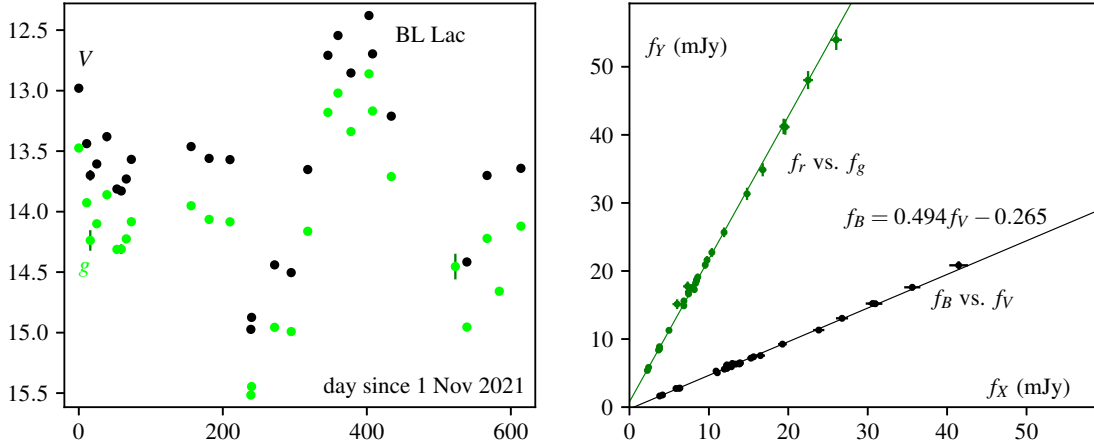 12.5
13.0
13.5
14.0
14.5
15.0
15.5
V
BL Lac
g
day since 1 Nov 2021
0
200
400
600
50
40
30
20
10
0
f_Y (mJy)
f_r vs. f_g
f_B = 0.494 f_V − 0.265
f_B vs. f_V
f_X (mJy)
0
10
20
30
40
50